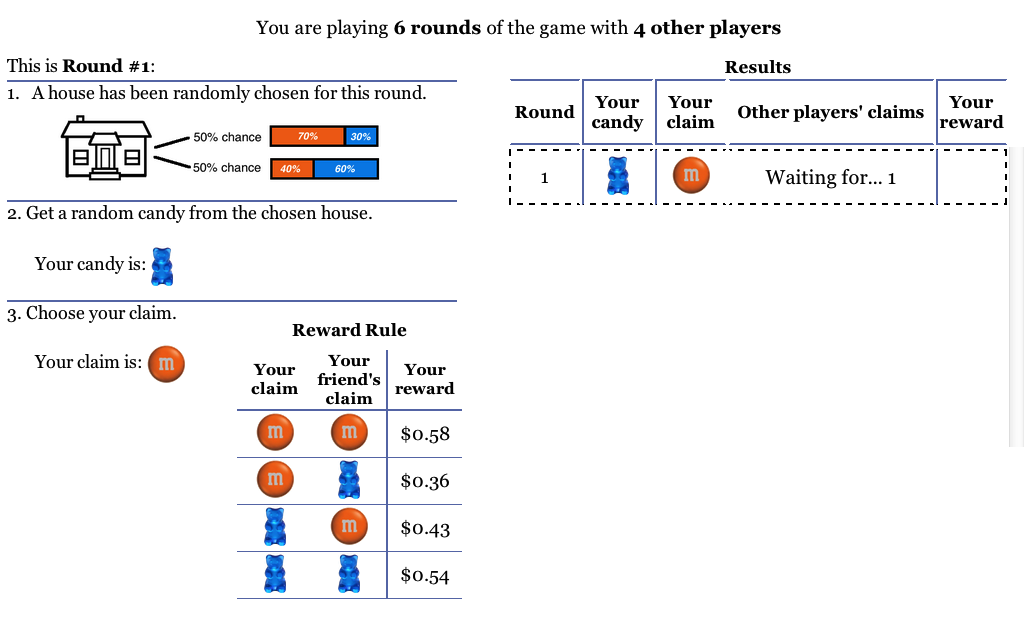 You are playing 6 rounds of the game with 4 other players
This is Round #1:
1. A house has been randomly chosen for this round.
50% chance 70% 30%
50% chance 40% 60%
2. Get a random candy from the chosen house.
Your candy is:
3. Choose your claim.
Your claim is: m
Reward Rule
Your claim Your friend's claim Your reward
m m $0.58
m $0.36
m $0.43
$0.54
Results
Round Your candy Your claim Other players' claims Your reward
1 m Waiting for... 1